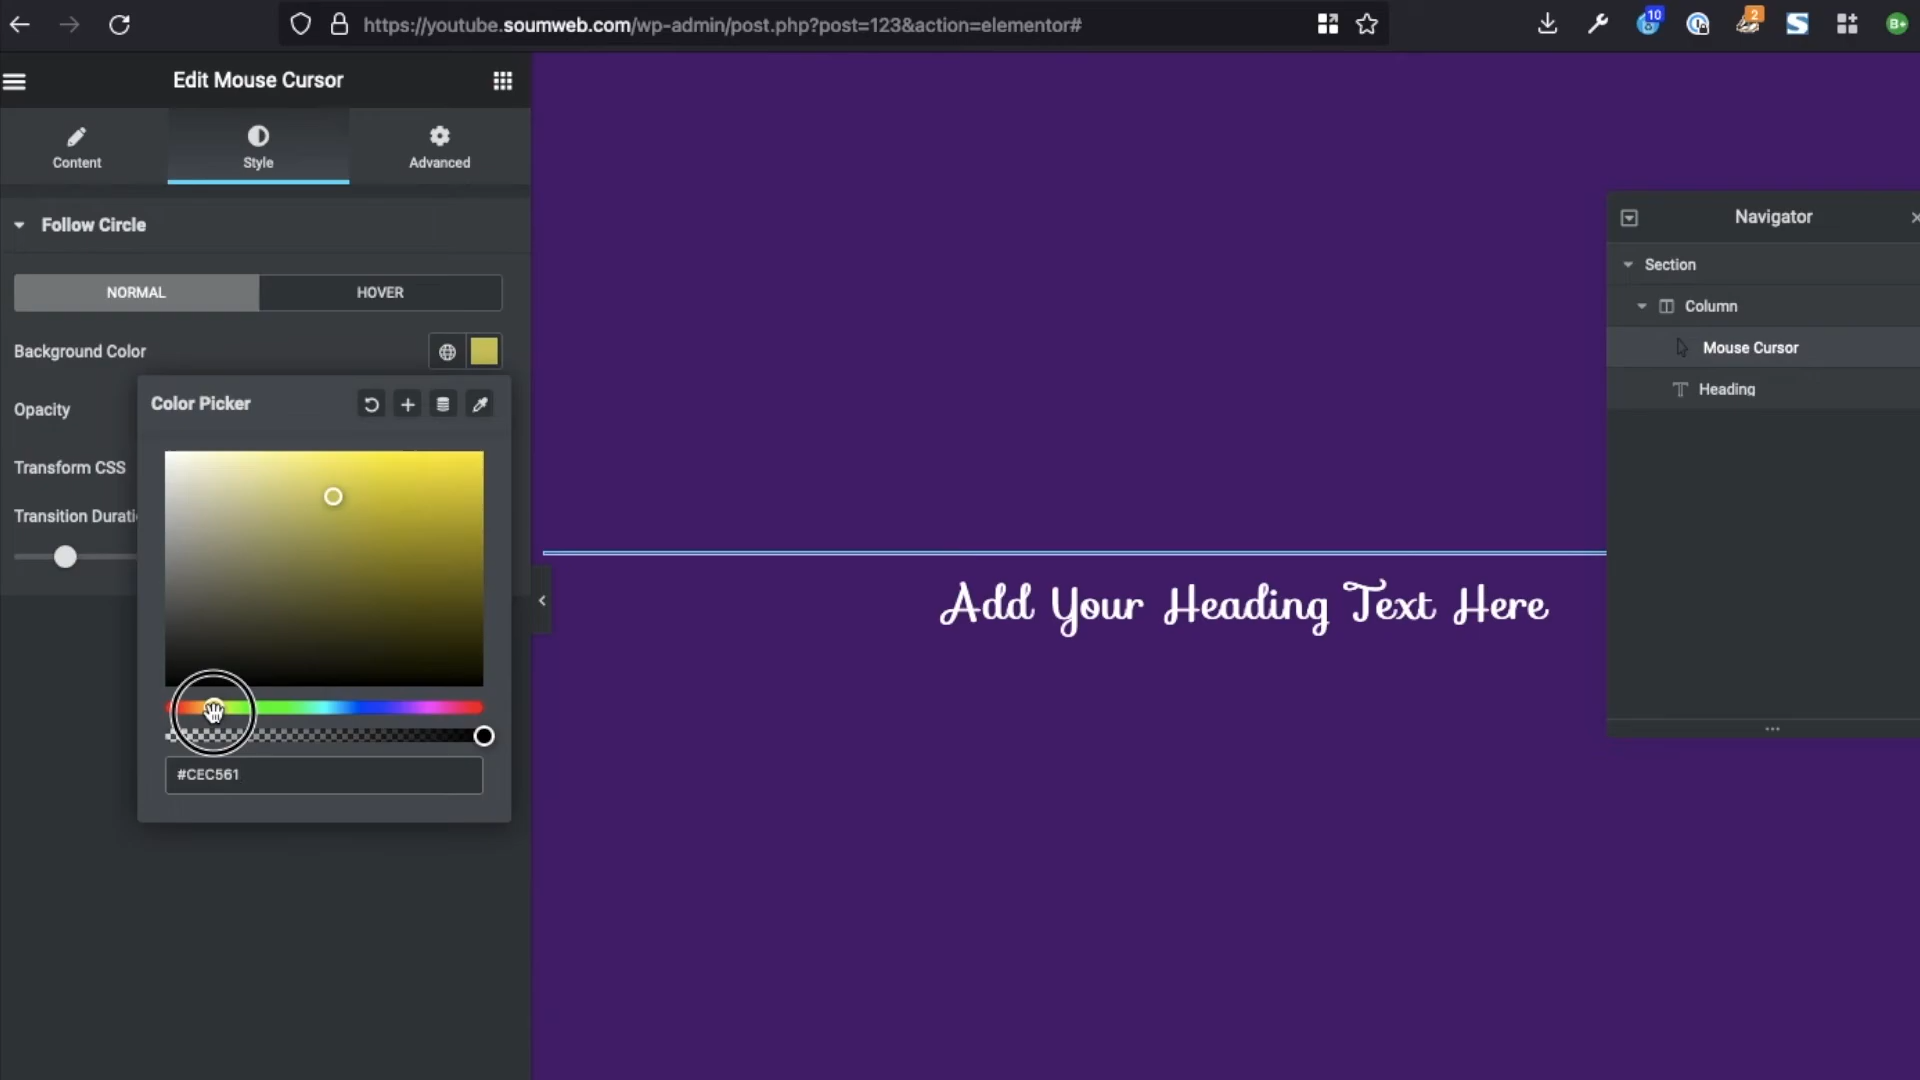 https://youtube.soumweb.com/wp-admin/post.php?post=123&action=elementor#
10
2
S
B+
Edit Mouse Cursor
Content
Style
Advanced
Follow Circle
NORMAL
HOVER
Background Color
Color Picker
Opacity
Transform CSS
Transition Durati
#CEC561
Add Your Heading Text Here
Navigator
Section
Column
Mouse Cursor
Heading